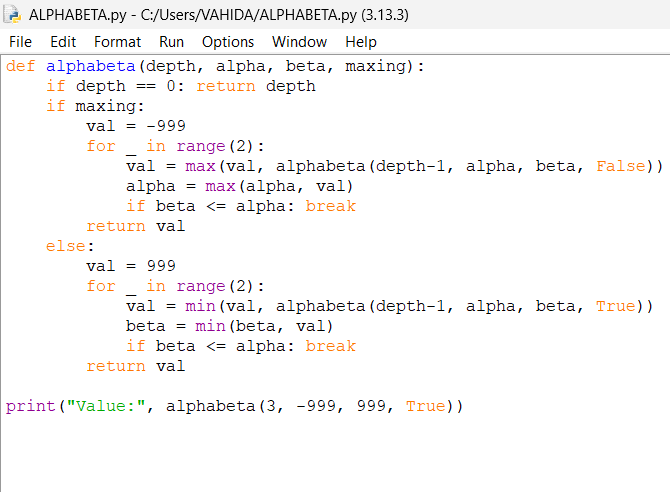 ALPHABETA.py - C:/Users/VAHIDA/ALPHABETA.py (3.13.3)
File Edit Format Run Options Window Help
def alphabeta(depth, alpha, beta, maxing):
    if depth == 0: return depth
    if maxing:
        val = -999
        for _ in range(2):
            val = max(val, alphabeta(depth-1, alpha, beta, False))
            alpha = max(alpha, val)
            if beta <= alpha: break
        return val
    else:
        val = 999
        for _ in range(2):
            val = min(val, alphabeta(depth-1, alpha, beta, True))
            beta = min(beta, val)
            if beta <= alpha: break
        return val

print("Value:", alphabeta(3, -999, 999, True))